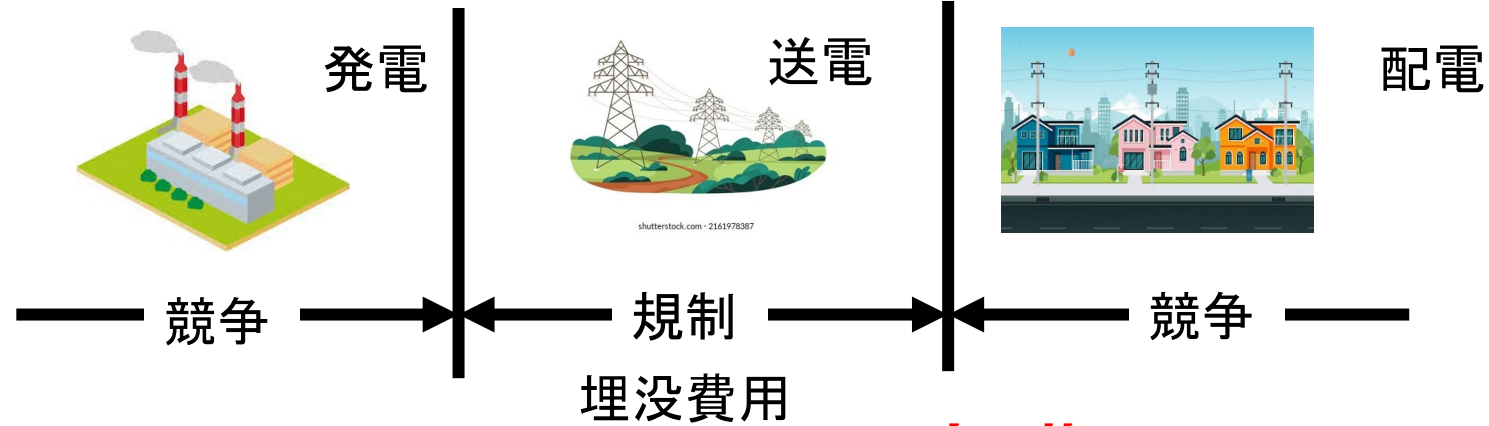 発電
送電
配電
shutterstock.com · 2161978387
競争
規制
競争
埋没費用